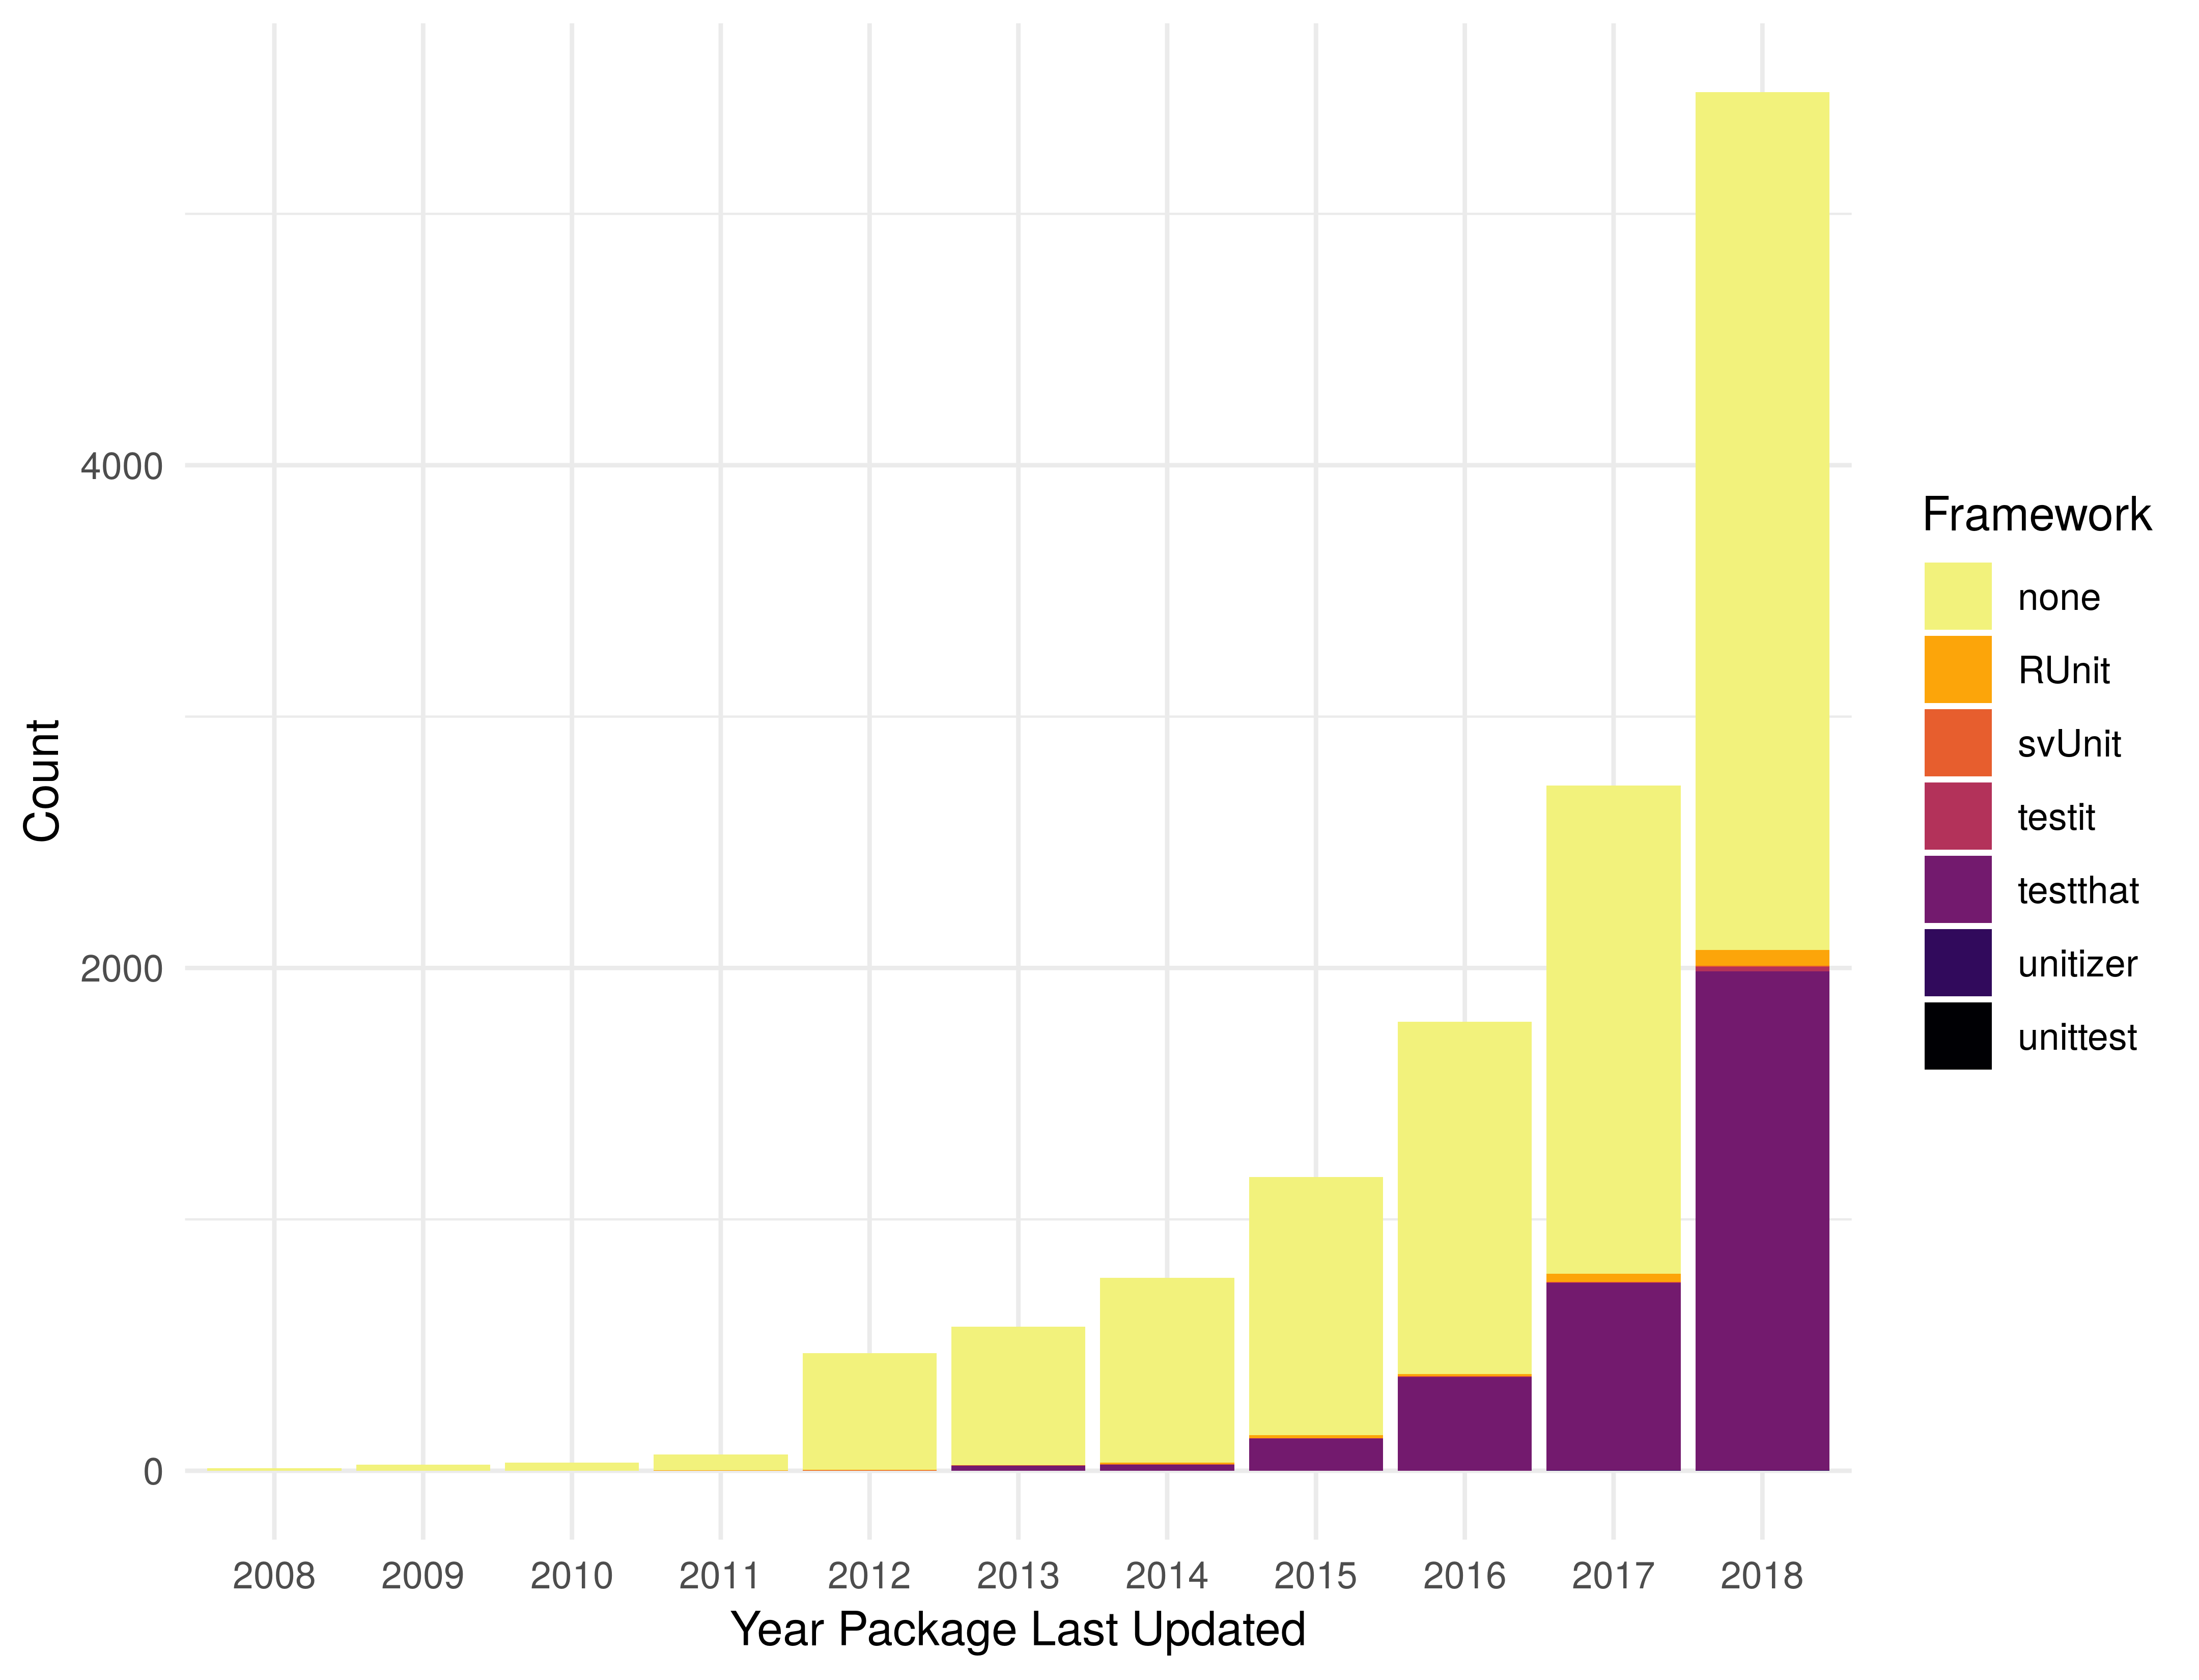 Count
4000
2000
0
2008 2009 2010 2011 2012 2013 2014 2015 2016 2017 2018
Year Package Last Updated
Framework
none
RUnit
svUnit
testit
testthat
unitizer
unittest